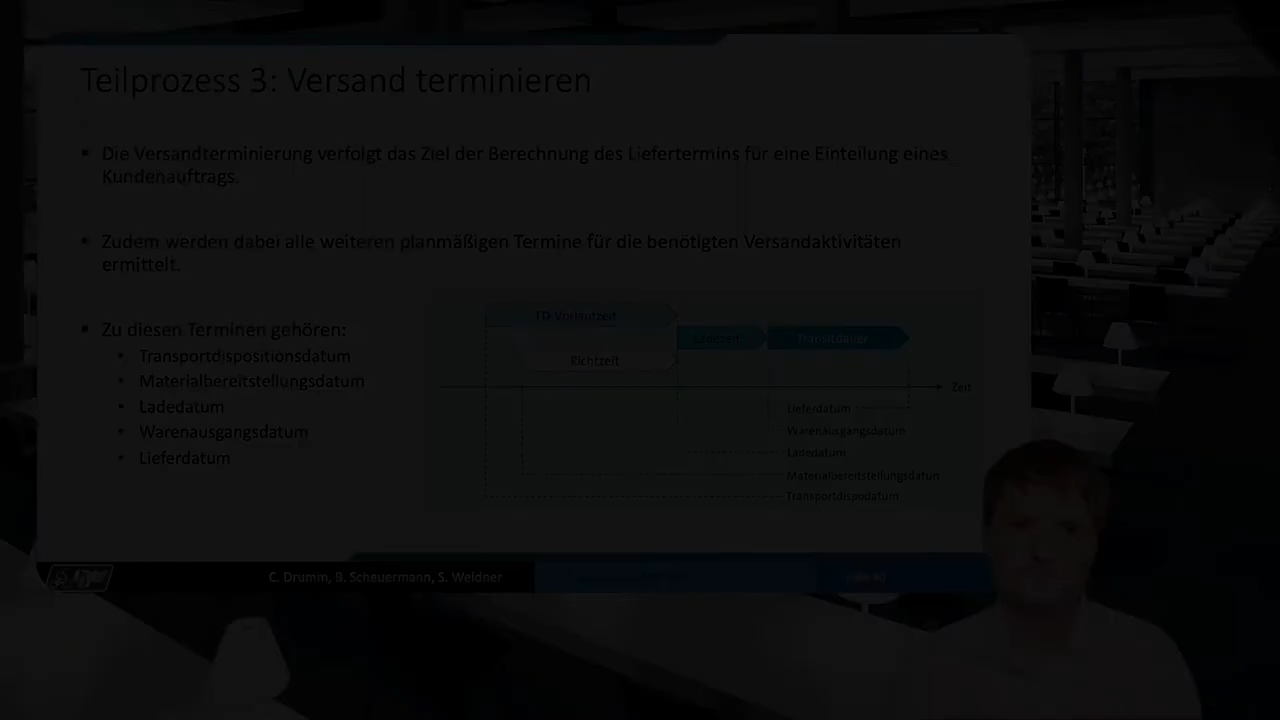 Teilprozess 3: Versand terminieren
▪ Die Versandterminierung verfolgt das Ziel der Berechnung des Liefertermins für eine Einteilung eines
Kundenauftrags.
▪ Zudem werden dabei alle weiteren planmäßigen Termine für die benötigten Versandaktivitäten
ermittelt.
▪ Zu diesen Terminen gehören:
• Transportdispositionsdatum
• Materialbereitstellungsdatum
• Ladedatum
• Warenausgangsdatum
• Lieferdatum
TD-Vorlaufzeit
Ladezeit
Transitdauer
Richtzeit
Zeit
Lieferdatum
Warenausgangsdatum
Ladedatum
Materialbereitstellungsdatum
Transportdispodatum
C. Drumm, B. Scheuermann, S. Weidner